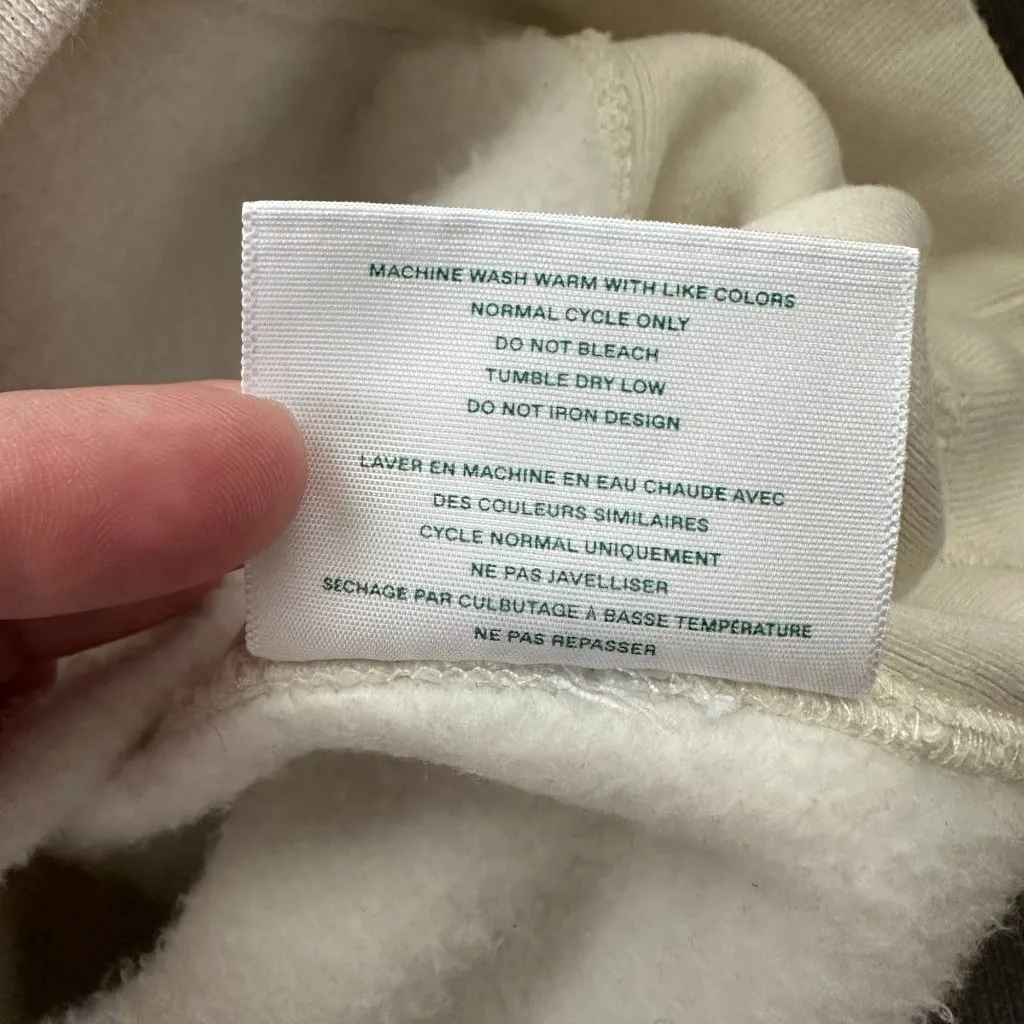 MACHINE WASH WARM WITH LIKE COLORS
NORMAL CYCLE ONLY
DO NOT BLEACH
TUMBLE DRY LOW
DO NOT IRON DESIGN
LAVER EN MACHINE EN EAU CHAUDE AVEC
DES COULEURS SIMILAIRES
CYCLE NORMAL UNIQUEMENT
NE PAS JAVELLISER
SÉCHAGE PAR CULBUTAGE À BASSE TEMPÉRATURE
NE PAS REPASSER